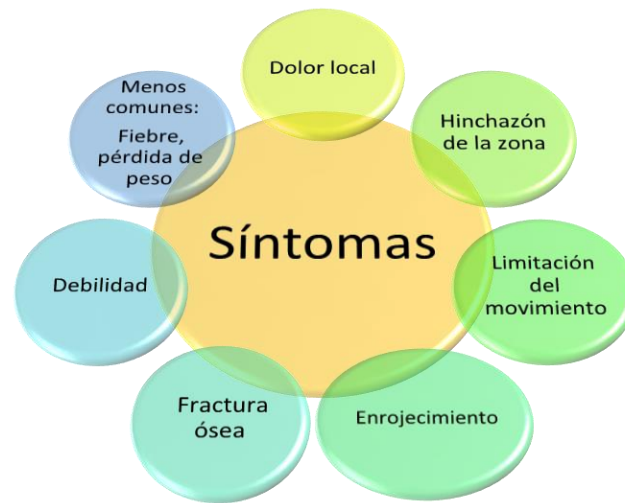 Síntomas
Dolor local
Hinchazón
de la zona
Limitación
del
movimiento
Enrojecimiento
Fractura
ósea
Debilidad
Menos
comunes:
Fiebre,
pérdida de
peso